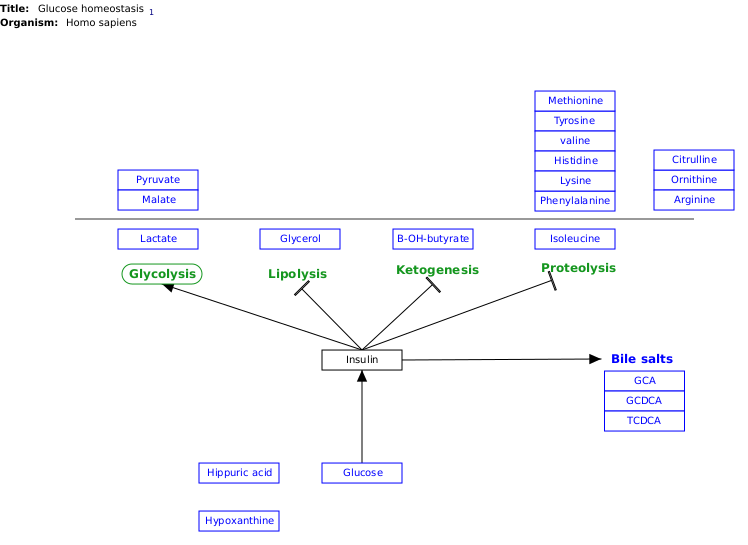 Title: Glucose homeostasis 1
Organism: Homo sapiens
Methionine
Tyrosine
valine
Histidine
Lysine
Phenylalanine
Citrulline
Ornithine
Arginine
Pyruvate
Malate
Lactate
Glycerol
B-OH-butyrate
Isoleucine
Glycolysis
Lipolysis
Ketogenesis
Proteolysis
Insulin
Bile salts
GCA
GCDCA
TCDCA
Hippuric acid
Glucose
Hypoxanthine